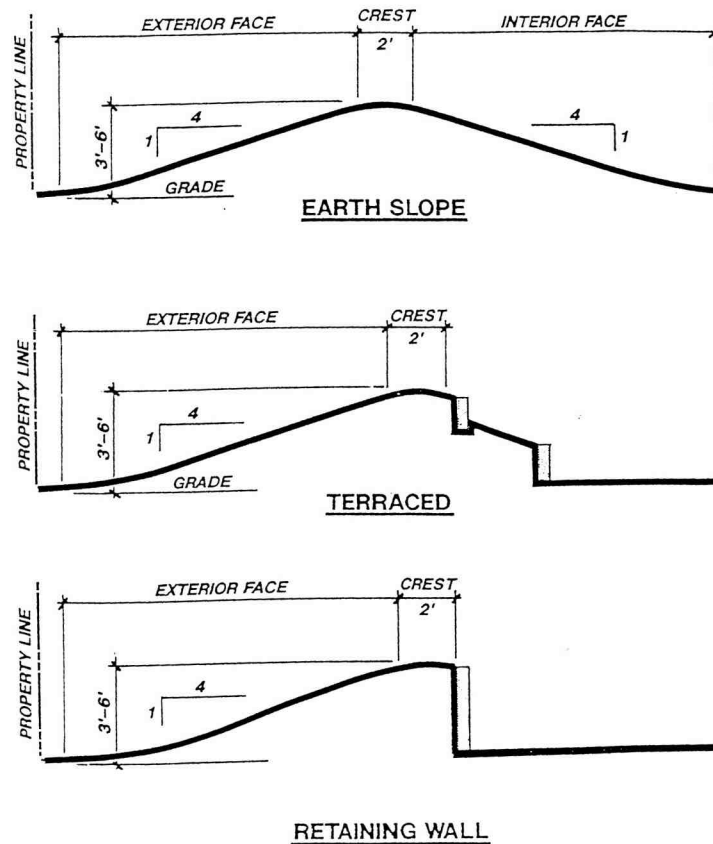 EXTERIOR FACE
CREST
INTERIOR FACE
2'
PROPERTY LINE
3'-6'
1
4
4
1
GRADE
EARTH SLOPE
EXTERIOR FACE
CREST
2'
PROPERTY LINE
3'-6'
1
4
GRADE
TERRACED
EXTERIOR FACE
CREST
2'
PROPERTY LINE
3'-6'
1
4
RETAINING WALL